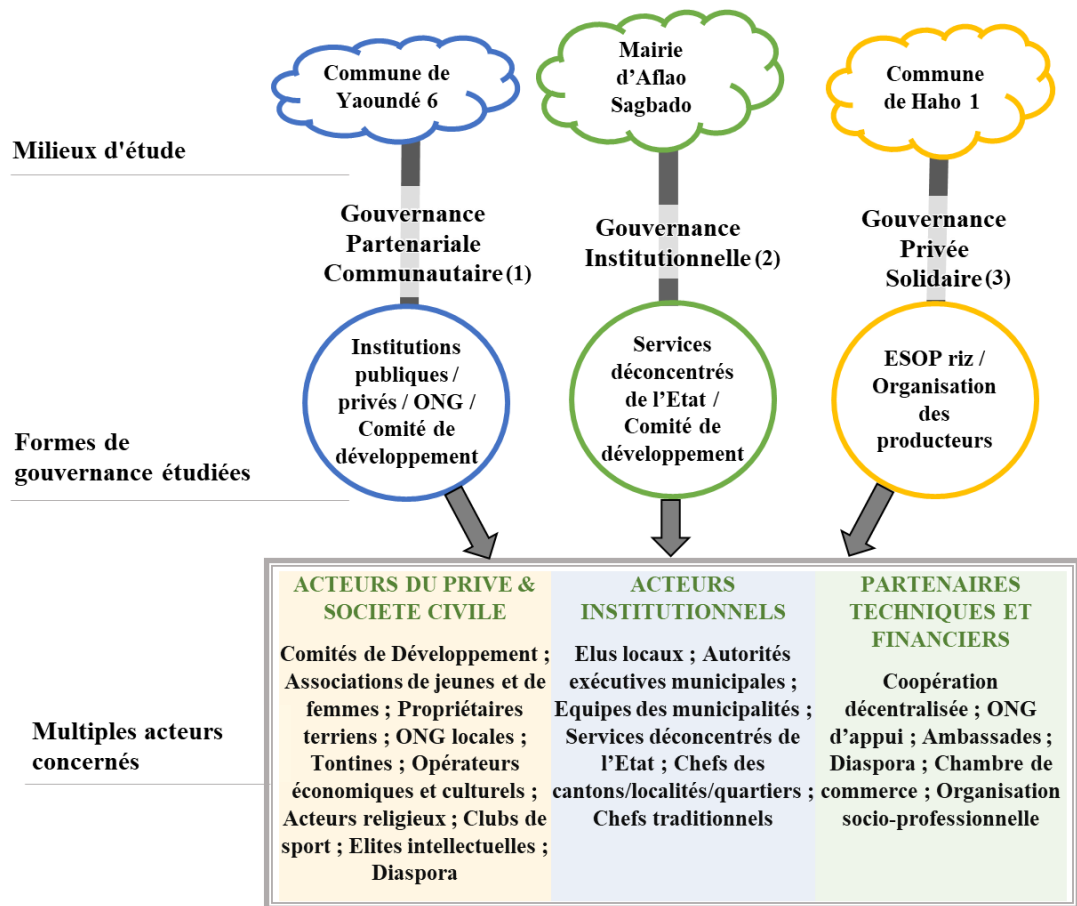 Commune de
Yaoundé 6
Mairie
d’Aflao
Sagbado
Commune
de Haho 1
Milieux d'étude
Gouvernance
Partenariale
Communautaire (1)
Gouvernance
Institutionnelle (2)
Gouvernance
Privée
Solidaire (3)
Institutions
publiques /
privés / ONG /
Comité de
développement
Services
déconcentrés
de l’Etat /
Comité de
développement
ESOP riz /
Organisation
des
producteurs
Formes de
gouvernance étudiées
ACTEURS DU PRIVE &
SOCIETE CIVILE
Comités de Développement ;
Associations de jeunes et de
femmes ; Propriétaires
terriens ; ONG locales ;
Tontines ; Opérateurs
économiques et culturels ;
Acteurs religieux ; Clubs de
sport ; Elites intellectuelles ;
Diaspora
ACTEURS
INSTITUTIONNELS
Elus locaux ; Autorités
exécutives municipales ;
Equipes des municipalités ;
Services déconcentrés de
l’Etat ; Chefs des
cantons/localités/quartiers ;
Chefs traditionnels
PARTENAIRES
TECHNIQUES ET
FINANCIERS
Coopération
décentralisée ; ONG
d’appui ; Ambassades ;
Diaspora ; Chambre de
commerce ; Organisation
socio-professionnelle
Multiples acteurs
concernés